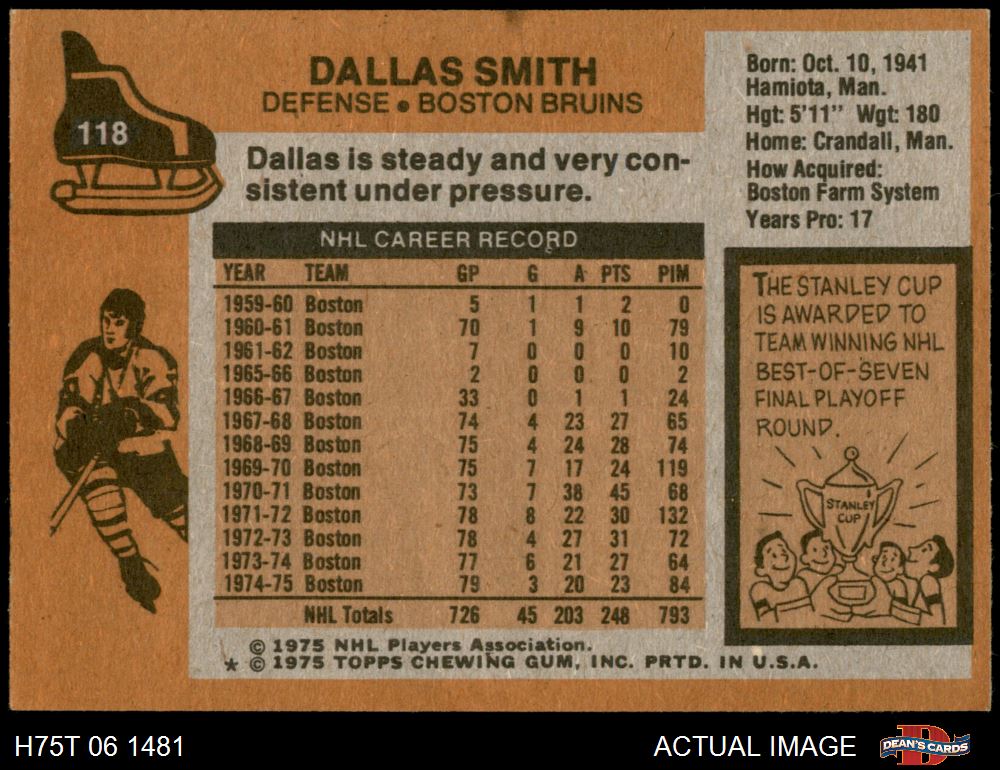 118
DALLAS SMITH
DEFENSE • BOSTON BRUINS
Dallas is steady and very con-
sistent under pressure.
Born: Oct. 10, 1941
Hamiota, Man.
Hgt: 5'11" Wgt: 180
Home: Crandall, Man.
How Acquired:
Boston Farm System
Years Pro: 17
NHL CAREER RECORD
YEAR TEAM GP G A PTS PIM
1959-60 Boston 5 1 1 2 0
1960-61 Boston 70 1 9 10 79
1961-62 Boston 7 0 0 0 10
1965-66 Boston 2 0 0 0 2
1966-67 Boston 33 0 1 1 24
1967-68 Boston 74 4 23 27 65
1968-69 Boston 75 4 24 28 74
1969-70 Boston 75 7 17 24 119
1970-71 Boston 73 7 38 45 68
1971-72 Boston 78 8 22 30 132
1972-73 Boston 78 4 27 31 72
1973-74 Boston 77 6 21 27 64
1974-75 Boston 79 3 20 23 84
NHL Totals 726 45 203 248 793
THE STANLEY CUP
IS AWARDED TO
TEAM WINNING NHL
BEST-OF-SEVEN
FINAL PLAYOFF
ROUND.
STANLEY
CUP
© 1975 NHL Players Association.
* © 1975 TOPPS CHEWING GUM, INC. PRTD. IN U.S.A.
H75T 06 1481
ACTUAL IMAGE
DEAN'S CARDS